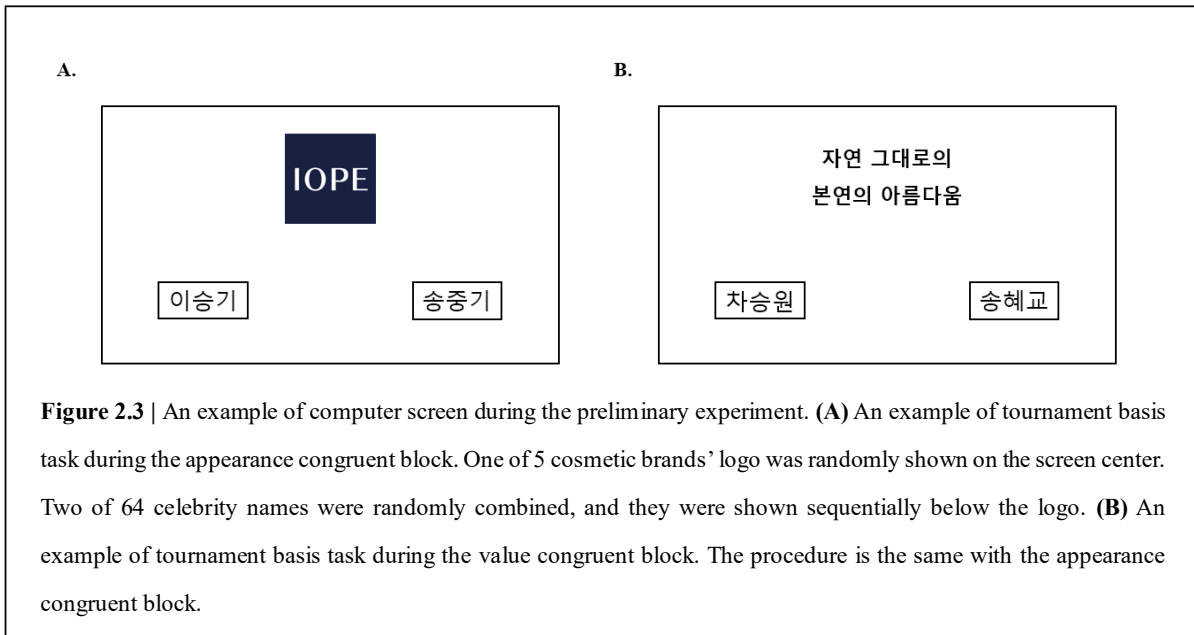 A.
B.
IOPE
이승기
송중기
자연 그대로의
본연의 아름다움
차승원
송혜교
Figure 2.3 | An example of computer screen during the preliminary experiment. (A) An example of tournament basis
task during the appearance congruent block. One of 5 cosmetic brands’ logo was randomly shown on the screen center.
Two of 64 celebrity names were randomly combined, and they were shown sequentially below the logo. (B) An
example of tournament basis task during the value congruent block. The procedure is the same with the appearance
congruent block.